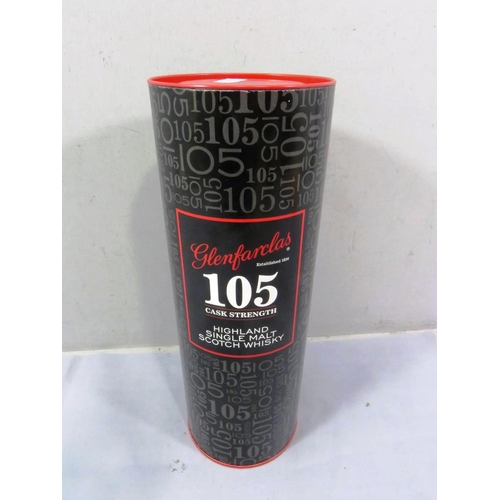 Glenfarclas®
Established 1836
105
CASK STRENGTH
HIGHLAND
SINGLE MALT
SCOTCH WHISKY